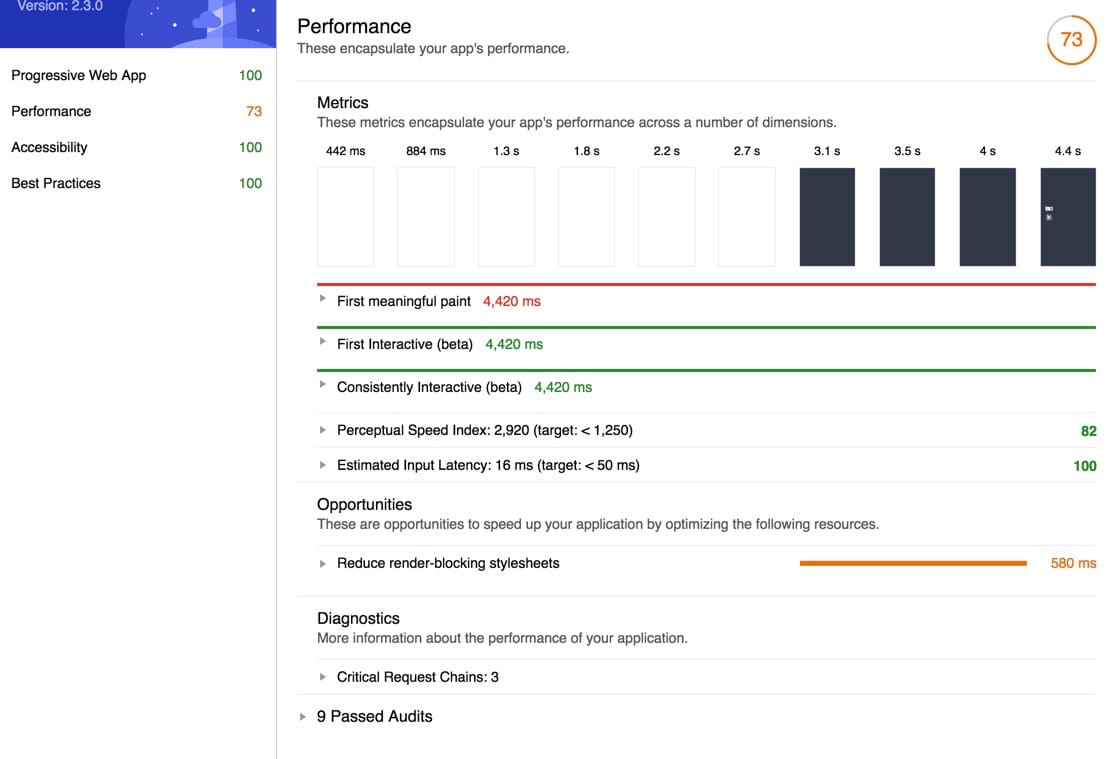 Version: 2.3.0
Progressive Web App 100
Performance 73
Accessibility 100
Best Practices 100
Performance
These encapsulate your app's performance.
73
Metrics
These metrics encapsulate your app's performance across a number of dimensions.
442 ms 884 ms 1.3 s 1.8 s 2.2 s 2.7 s 3.1 s 3.5 s 4 s 4.4 s
First meaningful paint 4,420 ms
First Interactive (beta) 4,420 ms
Consistently Interactive (beta) 4,420 ms
Perceptual Speed Index: 2,920 (target: < 1,250) 82
Estimated Input Latency: 16 ms (target: < 50 ms) 100
Opportunities
These are opportunities to speed up your application by optimizing the following resources.
Reduce render-blocking stylesheets 580 ms
Diagnostics
More information about the performance of your application.
Critical Request Chains: 3
9 Passed Audits